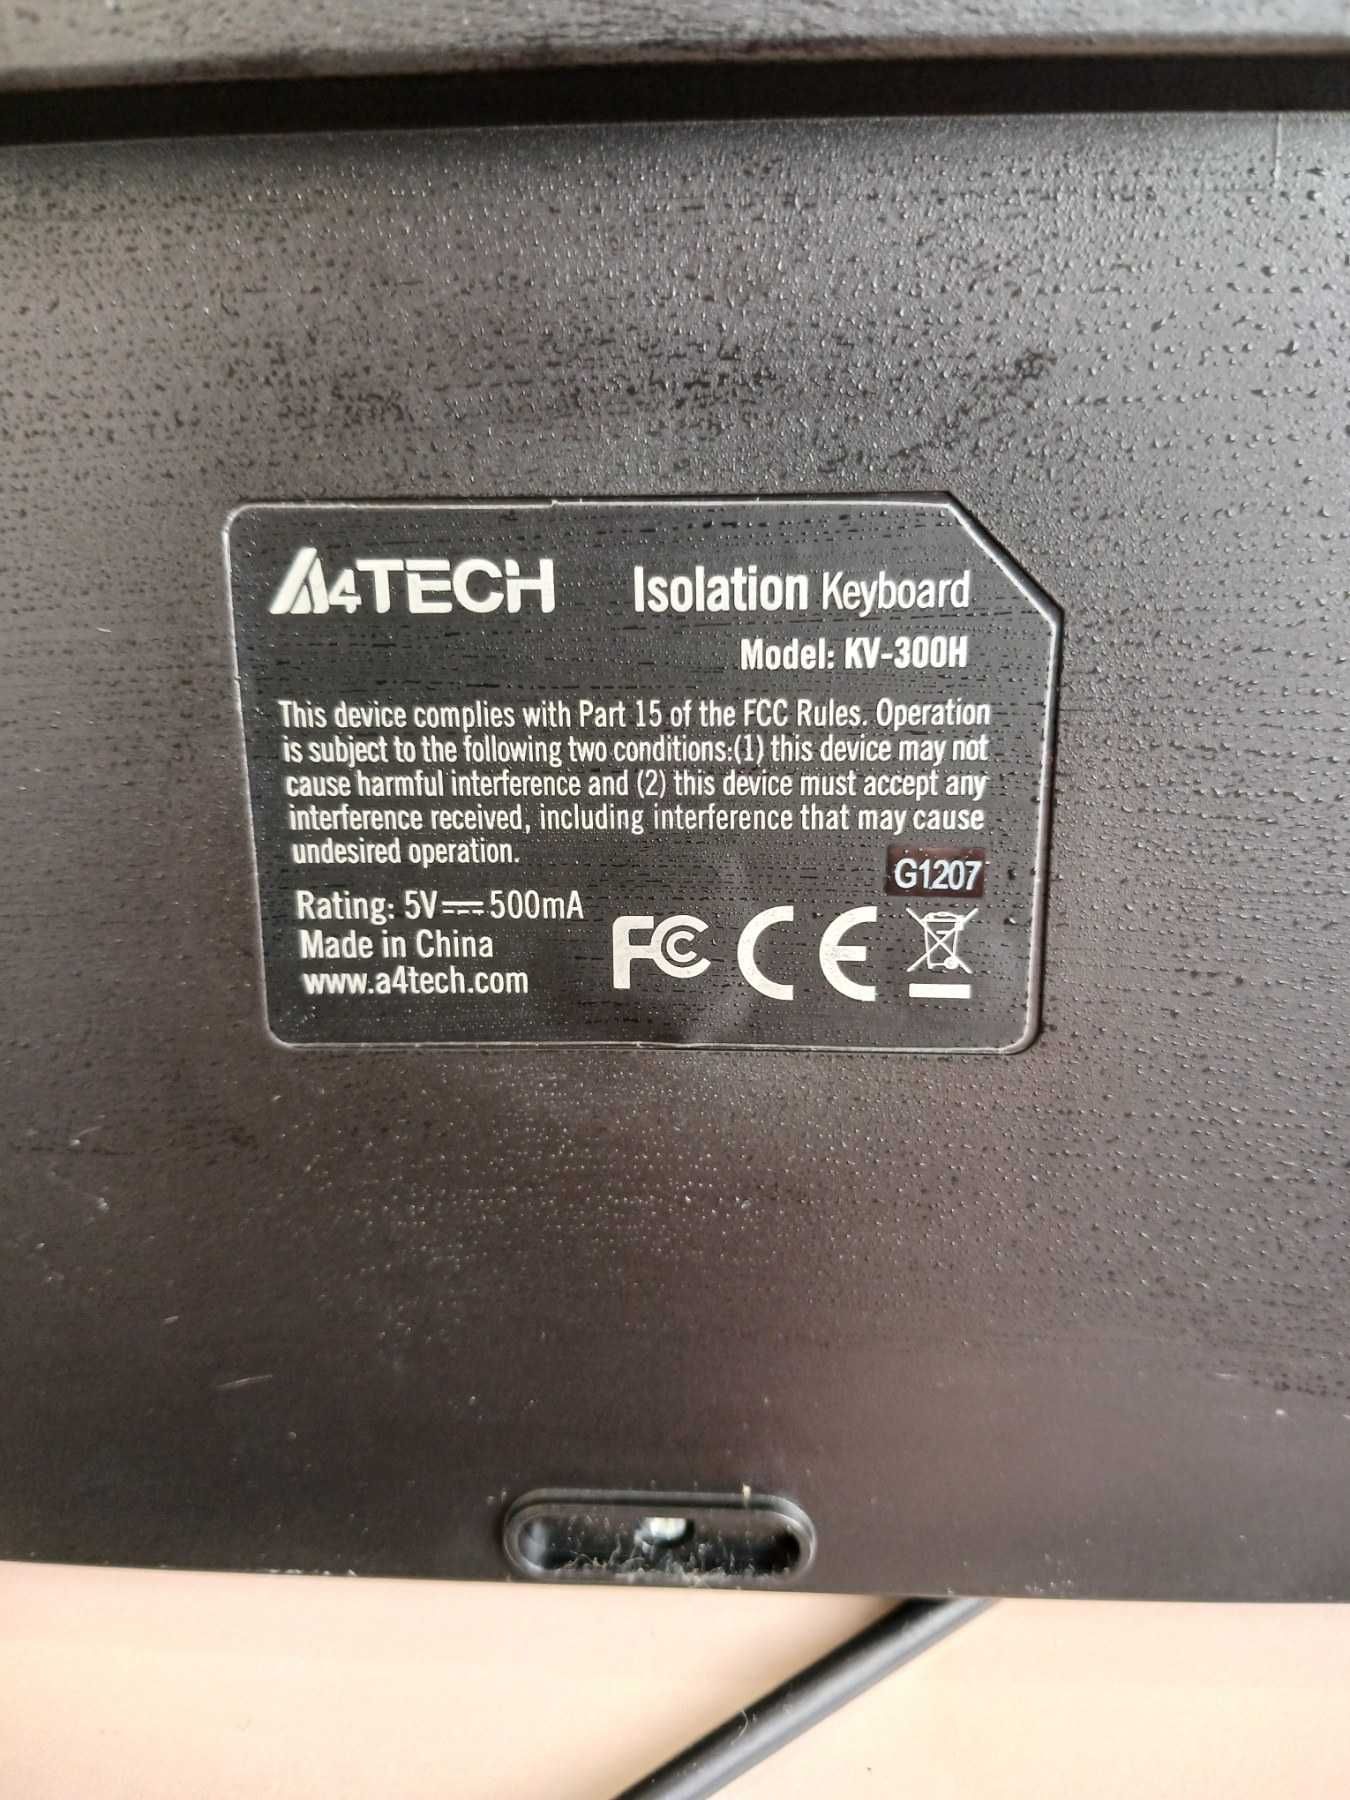 A4TECH Isolation Keyboard
Model: KV-300H
This device complies with Part 15 of the FCC Rules. Operation
is subject to the following two conditions:(1) this device may not
cause harmful interference and (2) this device must accept any
interference received, including interference that may cause
undesired operation.
G1207
Rating: 5V⎓500mA
Made in China
www.a4tech.com
FC CE